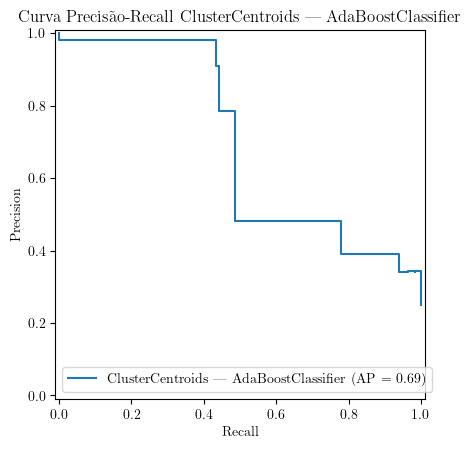 Curva Precisão-Recall ClusterCentroids — AdaBoostClassifier
1.0
0.8
0.6
0.4
0.2
0.0
Precision
ClusterCentroids — AdaBoostClassifier (AP = 0.69)
0.0 0.2 0.4 0.6 0.8 1.0
Recall